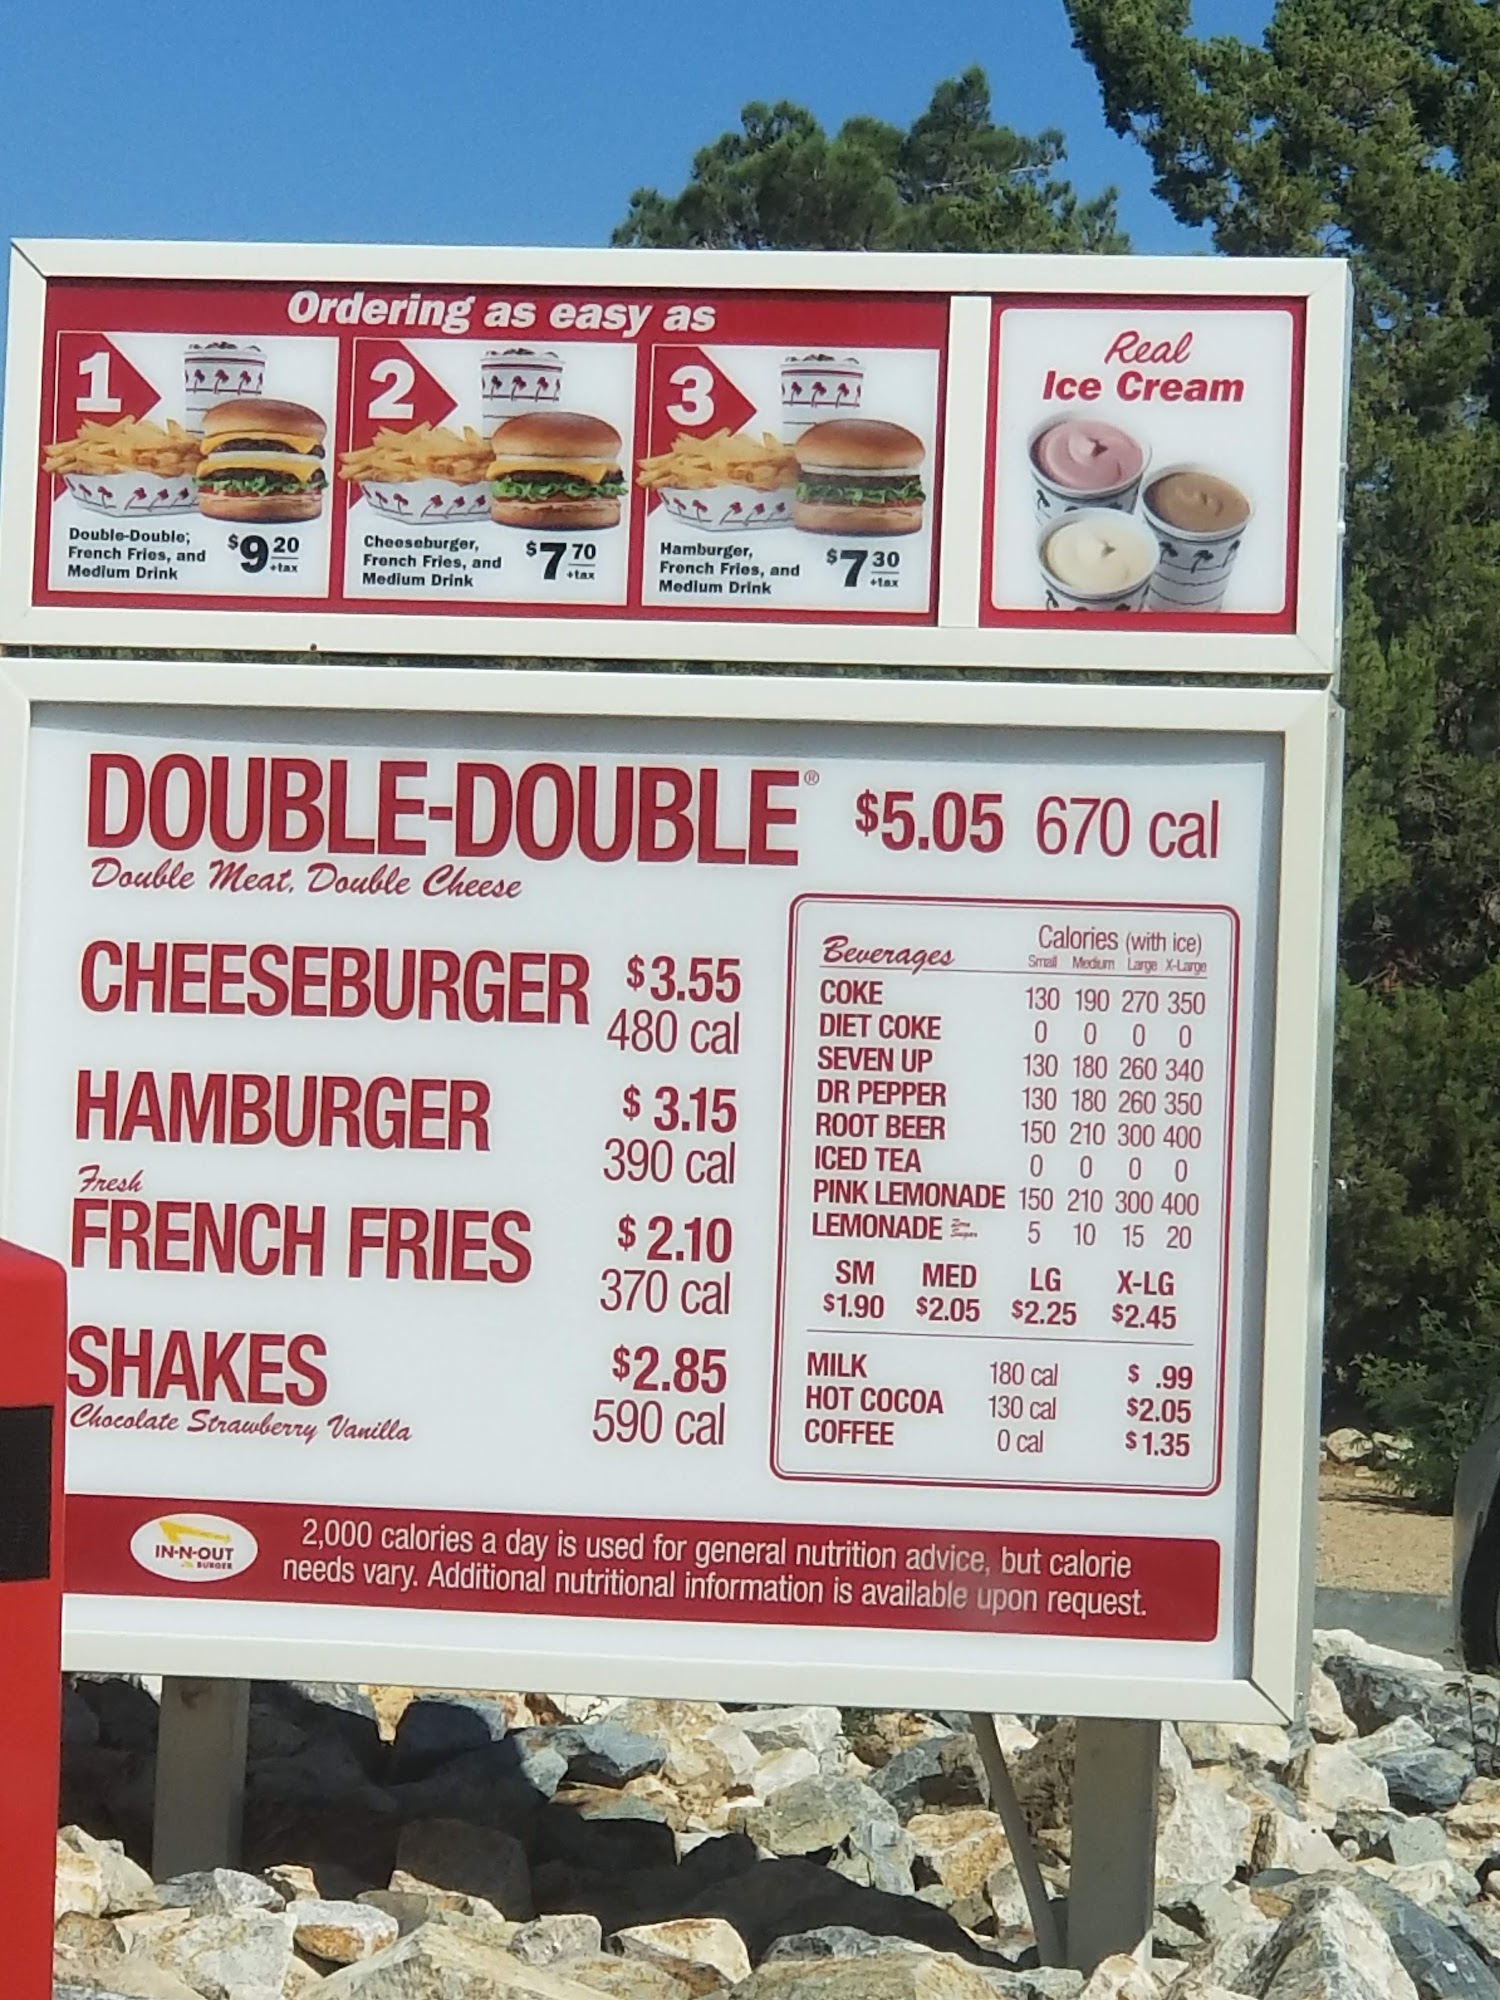 Ordering as easy as
1
Double-Double,
French Fries, and
Medium Drink
$9 20
+tax
2
Cheeseburger,
French Fries, and
Medium Drink
$7 70
+tax
3
Hamburger,
French Fries, and
Medium Drink
$7 30
+tax
Real
Ice Cream
DOUBLE-DOUBLE® $5.05 670 cal
Double Meat, Double Cheese
CHEESEBURGER $3.55
480 cal
HAMBURGER $3.15
390 cal
Fresh
FRENCH FRIES $2.10
370 cal
SHAKES $2.85
Chocolate Strawberry Vanilla 590 cal
Beverages Calories (with ice)
Small Medium Large X-Large
COKE 130 190 270 350
DIET COKE 0 0 0 0
SEVEN UP 130 180 260 340
DR PEPPER 130 180 260 350
ROOT BEER 150 210 300 400
ICED TEA 0 0 0 0
PINK LEMONADE 150 210 300 400
LEMONADE Zero Sugar 5 10 15 20
SM MED LG X-LG
$1.90 $2.05 $2.25 $2.45
MILK 180 cal $ .99
HOT COCOA 130 cal $2.05
COFFEE 0 cal $1.35
IN-N-OUT
BURGER
2,000 calories a day is used for general nutrition advice, but calorie
needs vary. Additional nutritional information is available upon request.